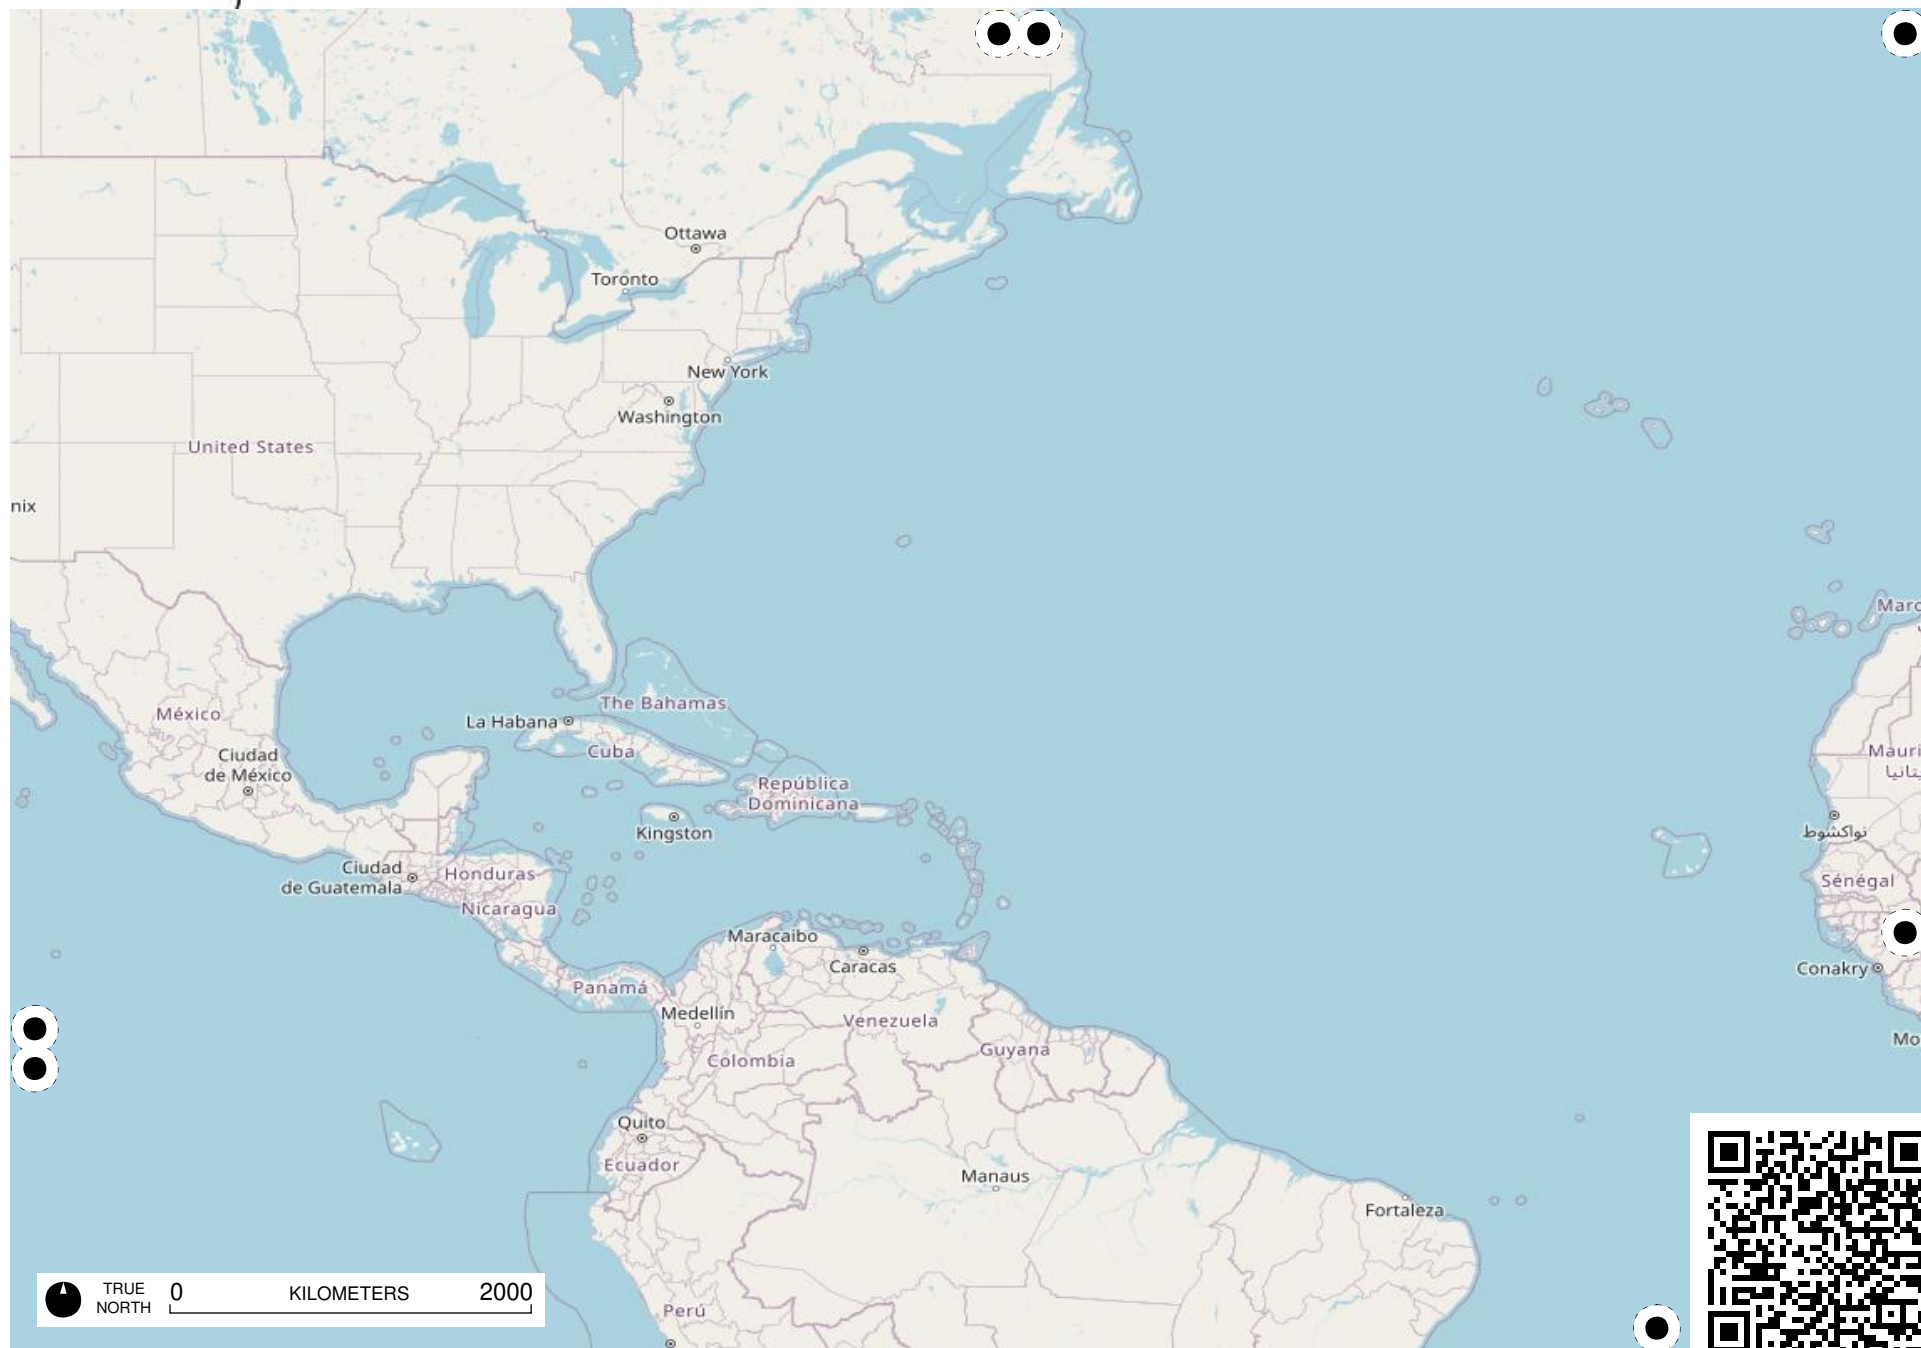 Ottawa
Toronto
New York
Washington
United States
nix
Maro
The Bahamas
México
La Habana
Cuba
Ciudad
de México
Mauri
República
Dominicana
Kingston
نواكشوط
Ciudad
de Guatemala
Honduras
Sénégal
Nicaragua
Maracaibo
Caracas
Conakry
Panamá
Medellín
Venezuela
Mo
Guyana
Colombia
Quito
Ecuador
Manaus
Fortaleza
TRUE
NORTH
0 KILOMETERS 2000
Perú